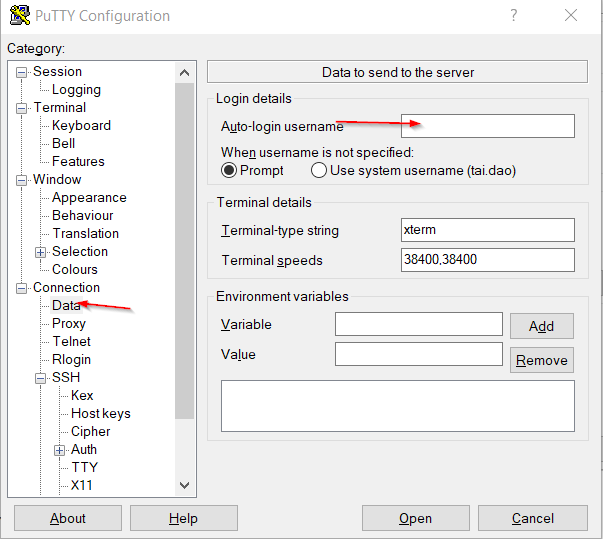 PuTTY Configuration
Category:
Session
Logging
Terminal
Keyboard
Bell
Features
Window
Appearance
Behaviour
Translation
Selection
Colours
Connection
Data
Proxy
Telnet
Rlogin
SSH
Kex
Host keys
Cipher
Auth
TTY
X11
Data to send to the server
Login details
Auto-login username
When username is not specified:
Prompt Use system username (tai.dao)
Terminal details
Terminal-type string xterm
Terminal speeds 38400,38400
Environment variables
Variable Add
Value Remove
About Help Open Cancel